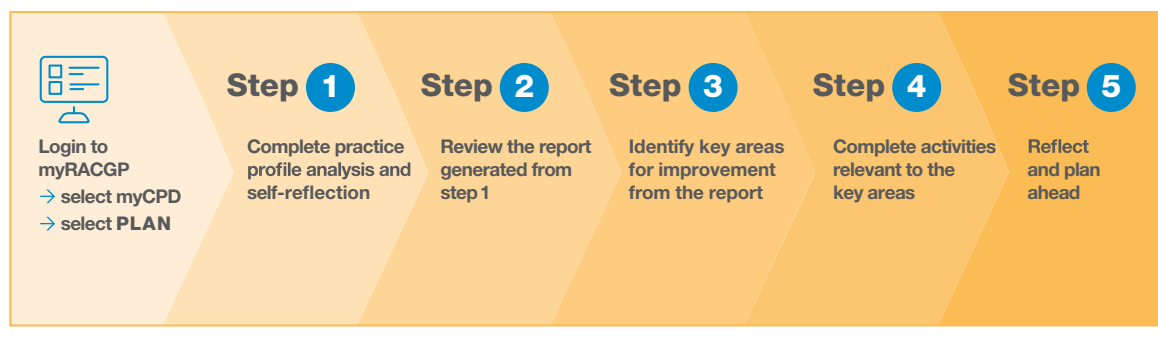 Login to
myRACGP
→ select myCPD
→ select PLAN
Step 1
Complete practice
profile analysis and
self-reflection
Step 2
Review the report
generated from
step 1
Step 3
Identify key areas
for improvement
from the report
Step 4
Complete activities
relevant to the
key areas
Step 5
Reflect
and plan
ahead